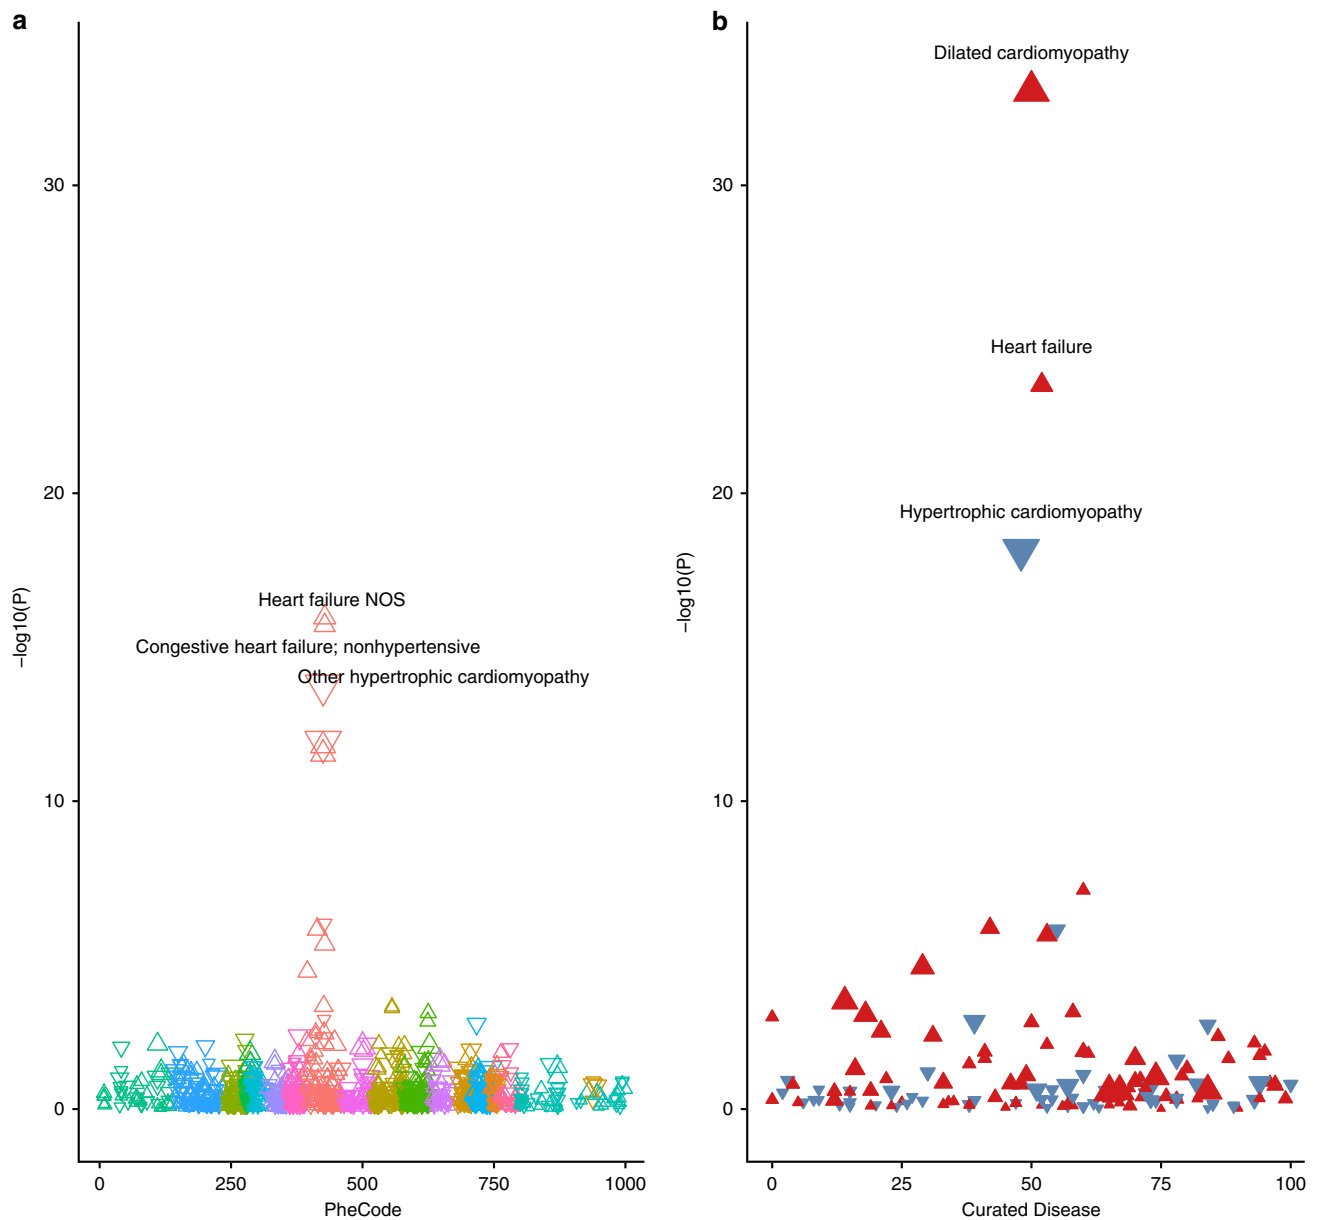 a
30
20
10
0
−log10(P)
Heart failure NOS
Congestive heart failure; nonhypertensive
Other hypertrophic cardiomyopathy
0 250 500 750 1000
PheCode
b
30
20
10
0
−log10(P)
Dilated cardiomyopathy
Heart failure
Hypertrophic cardiomyopathy
0 25 50 75 100
Curated Disease